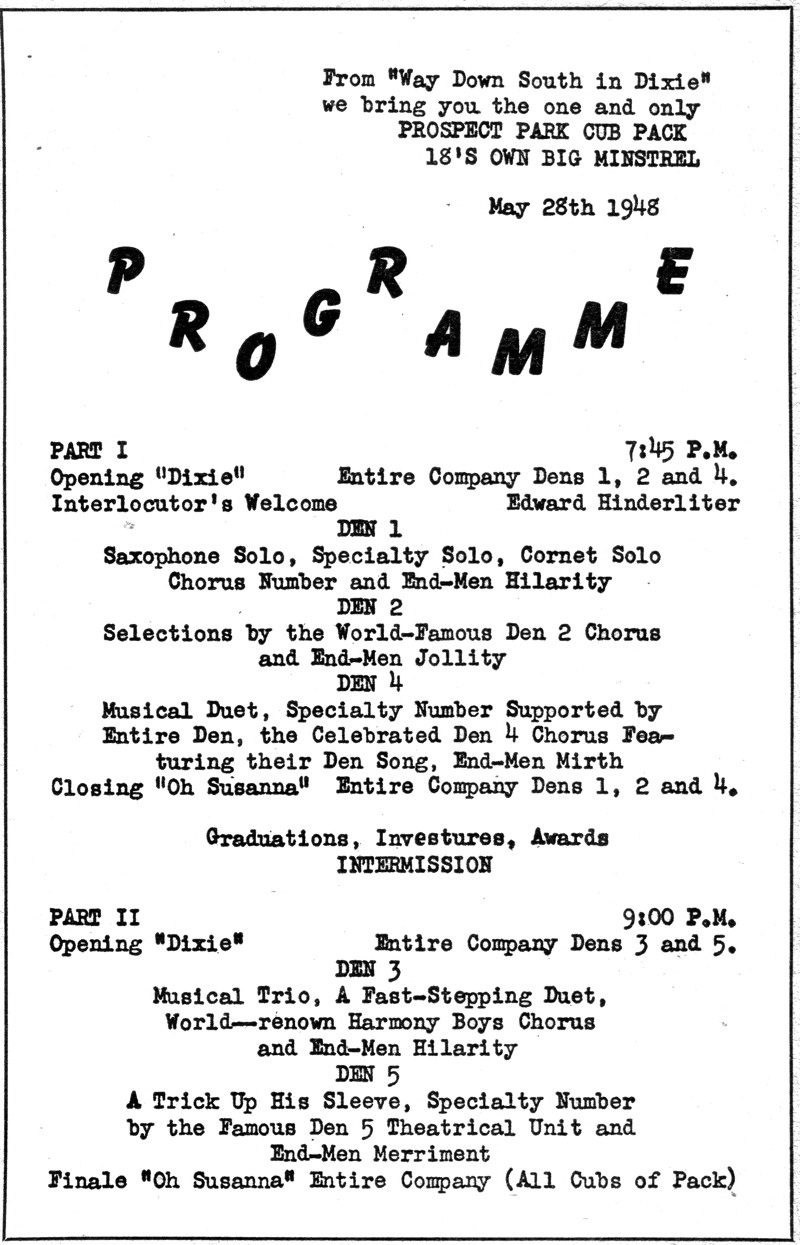 From "Way Down South in Dixie"
we bring you the one and only
PROSPECT PARK CUB PACK
18'S OWN BIG MINSTREL
May 28th 1948
PROGRAMME
PART I 7:45 P.M.
Opening "Dixie" Entire Company Dens 1, 2 and 4.
Interlocutor's Welcome Edward Hinderliter
DEN 1
Saxophone Solo, Specialty Solo, Cornet Solo
Chorus Number and End-Men Hilarity
DEN 2
Selections by the World-Famous Den 2 Chorus
and End-Men Jollity
DEN 4
Musical Duet, Specialty Number Supported by
Entire Den, the Celebrated Den 4 Chorus Fea-
turing their Den Song, End-Men Mirth
Closing "Oh Susanna" Entire Company Dens 1, 2 and 4.
Graduations, Investures, Awards
INTERMISSION
PART II 9:00 P.M.
Opening "Dixie" Entire Company Dens 3 and 5.
DEN 3
Musical Trio, A Fast-Stepping Duet,
World--renown Harmony Boys Chorus
and End-Men Hilarity
DEN 5
A Trick Up His Sleeve, Specialty Number
by the Famous Den 5 Theatrical Unit and
End-Men Merriment
Finale "Oh Susanna" Entire Company (All Cubs of Pack)